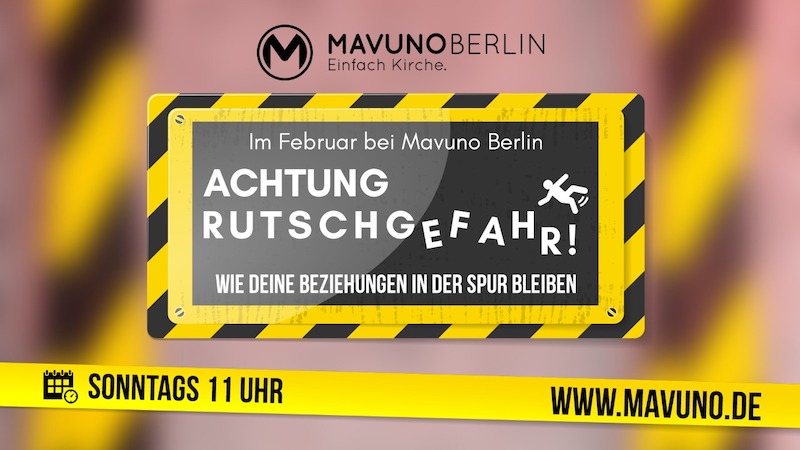 MAVUNOBERLIN
Einfach Kirche.
Im Februar bei Mavuno Berlin
ACHTUNG
RUTSCHGEFAHR!
WIE DEINE BEZIEHUNGEN IN DER SPUR BLEIBEN
SONNTAGS 11 UHR
WWW.MAVUNO.DE